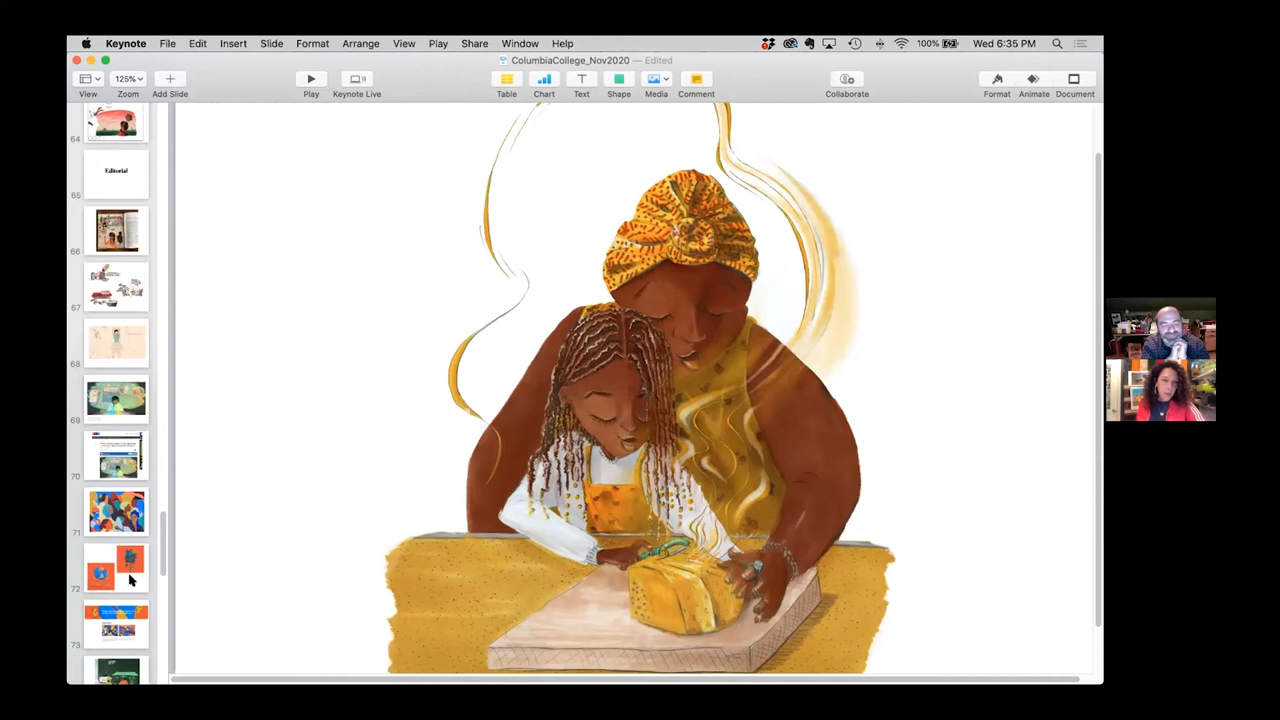 Keynote File Edit Insert Slide Format Arrange View Play Share Window Help 100% Wed 6:35 PM
ColumbiaCollege_Nov2020 — Edited
125%
View Zoom Add Slide Play Keynote Live Table Chart Text Shape Media Comment Collaborate Format Animate Document
64
Editorial
65
66
67
68
69
70
71
72
73